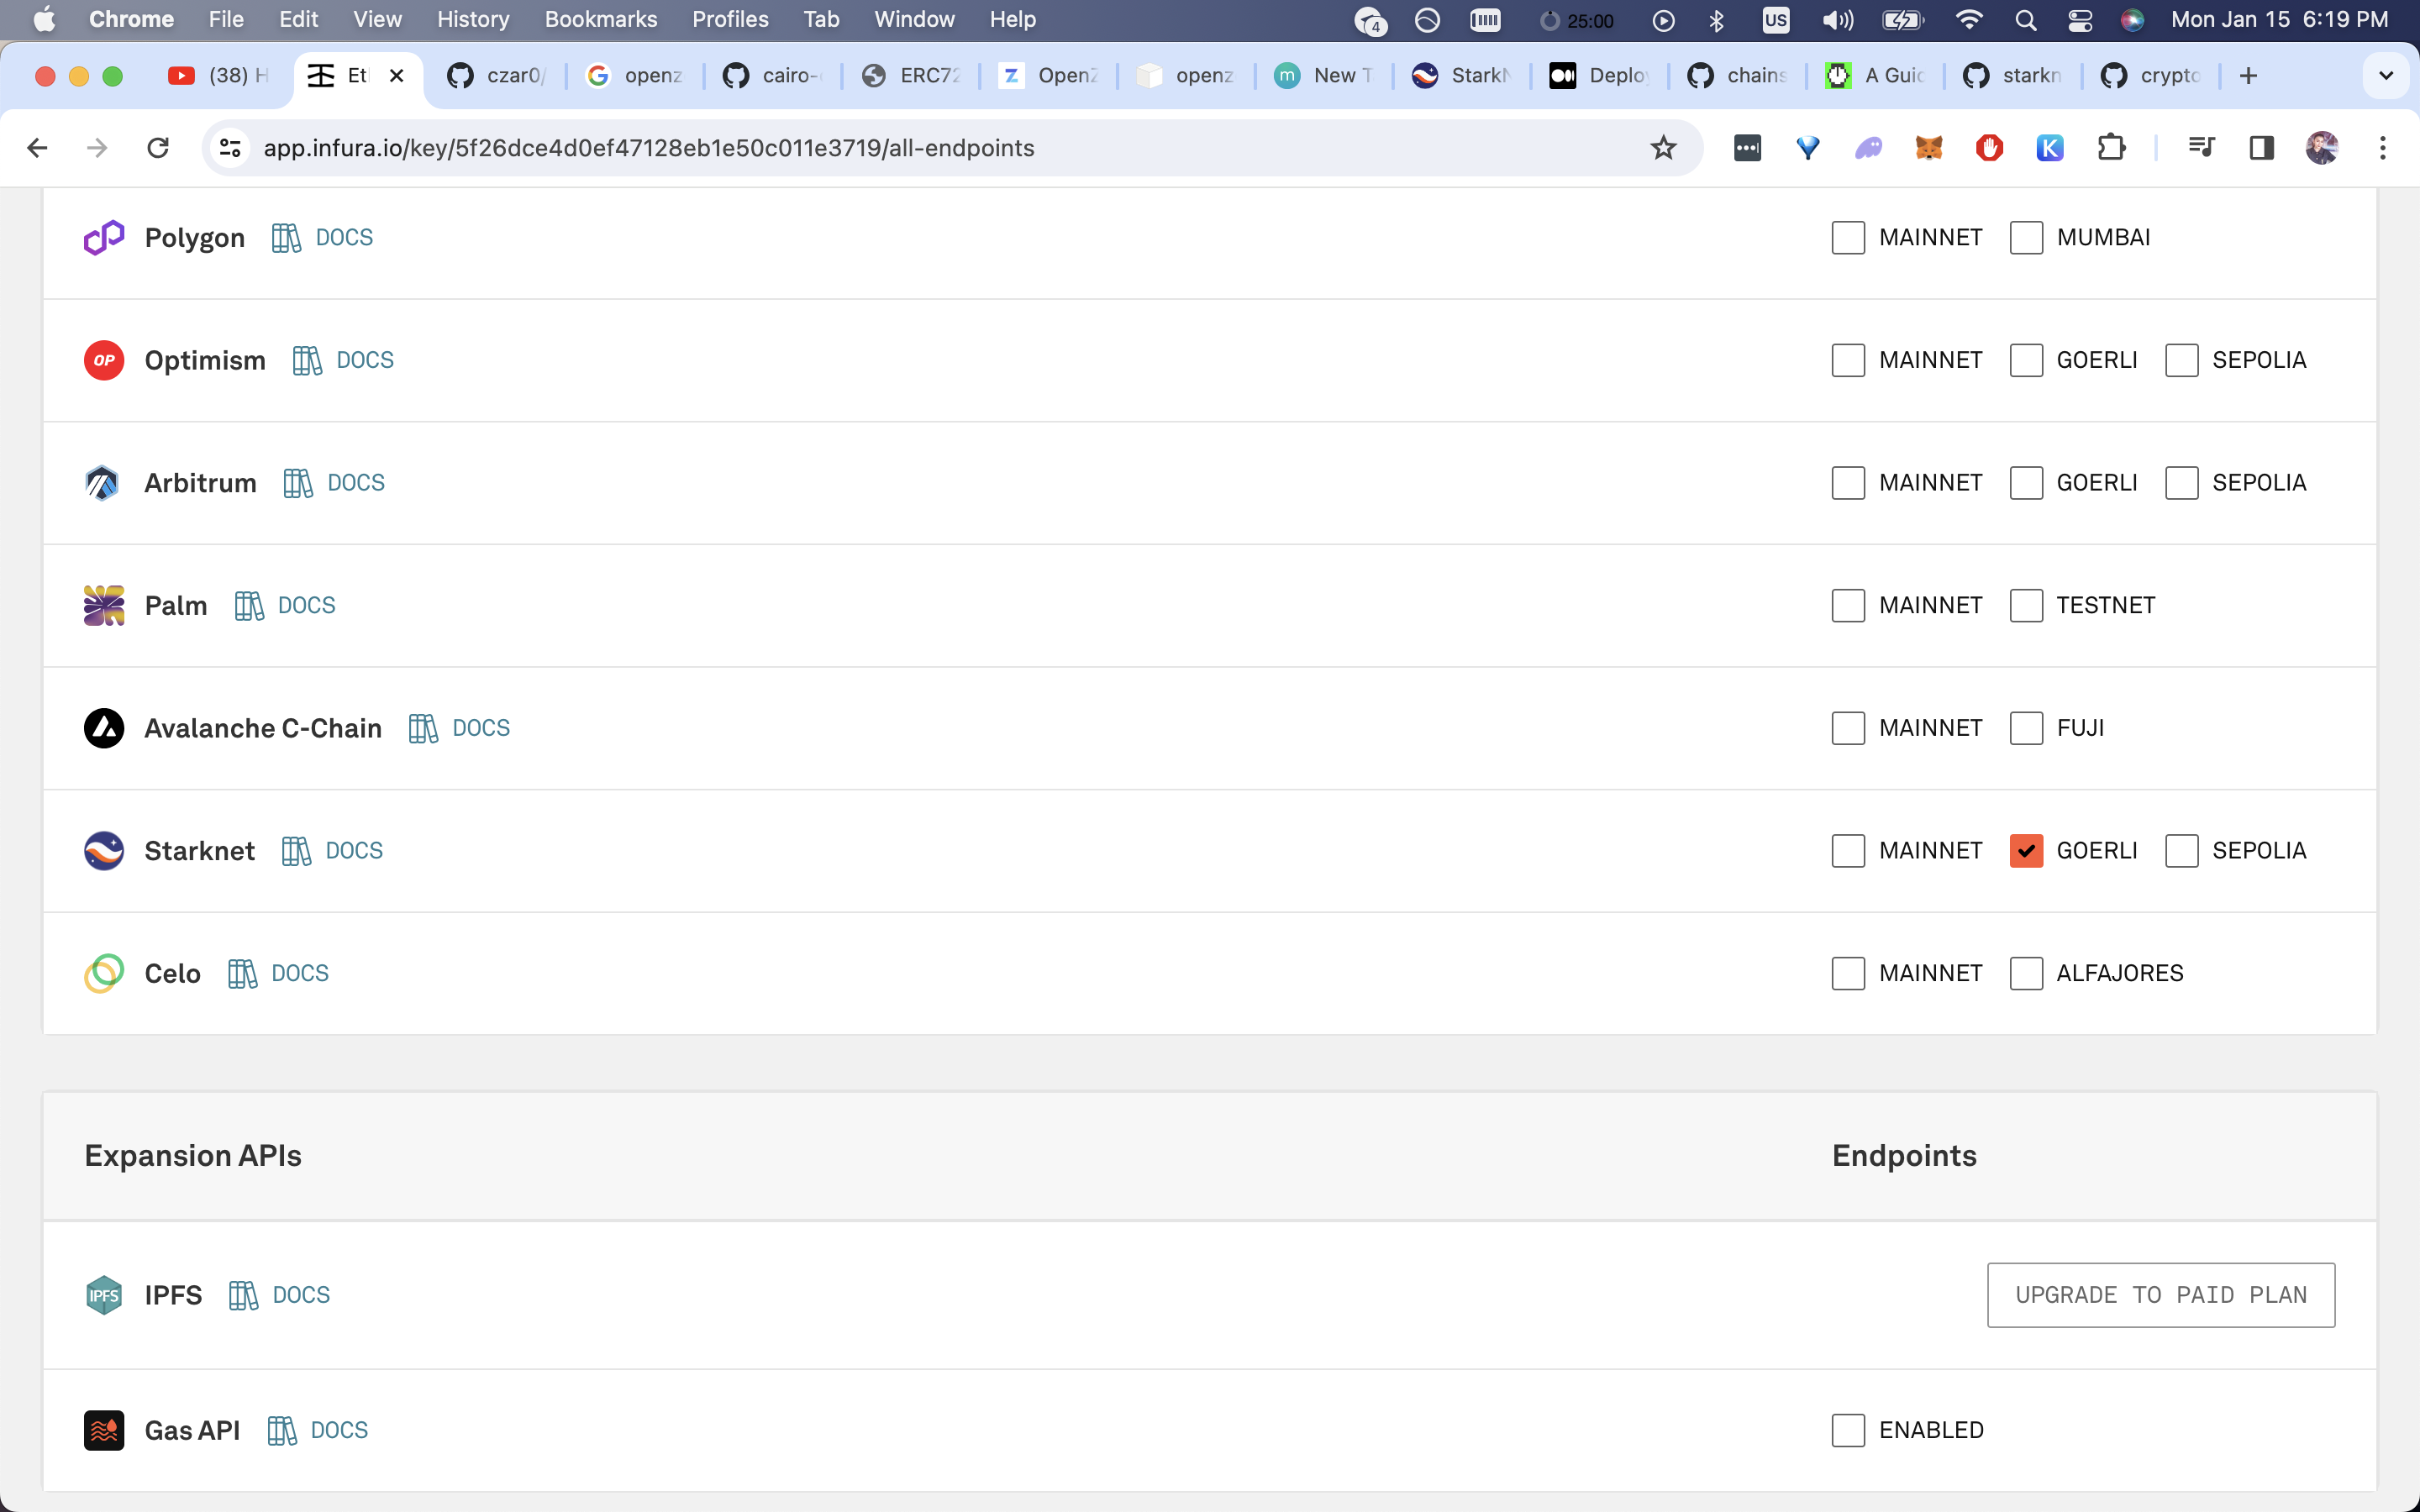 Chrome File Edit View History Bookmarks Profiles Tab Window Help 4 25:00 US Mon Jan 15 6:19 PM
(38) H Et czar0/ openz cairo- ERC72 OpenZ openz New T StarkN Deploy chains A Guid starkn crypto
app.infura.io/key/5f26dce4d0ef47128eb1e50c011e3719/all-endpoints
Polygon DOCS MAINNET MUMBAI
OP Optimism DOCS MAINNET GOERLI SEPOLIA
Arbitrum DOCS MAINNET GOERLI SEPOLIA
Palm DOCS MAINNET TESTNET
Avalanche C-Chain DOCS MAINNET FUJI
Starknet DOCS MAINNET GOERLI SEPOLIA
Celo DOCS MAINNET ALFAJORES
Expansion APIs Endpoints
IPFS IPFS DOCS UPGRADE TO PAID PLAN
Gas API DOCS ENABLED